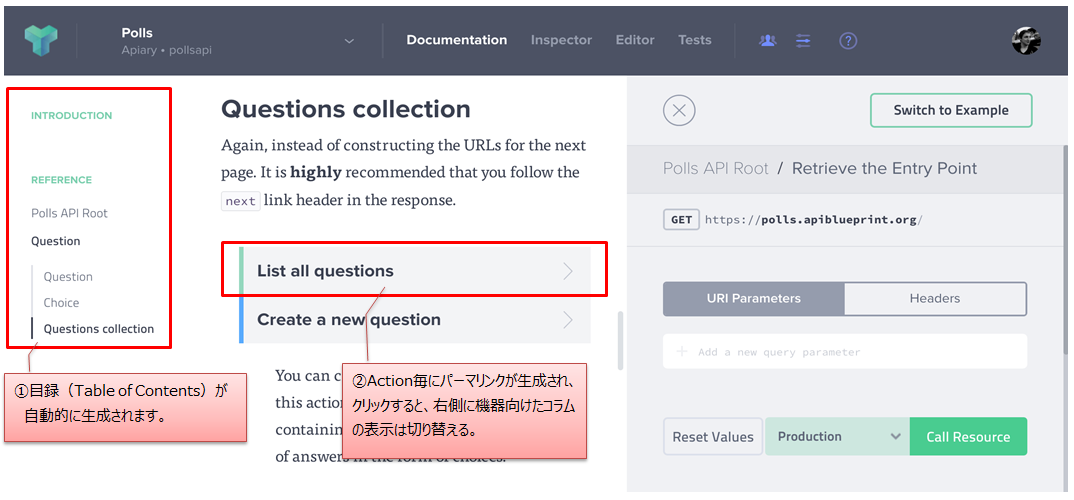 Polls
Apiary • pollsapi
Documentation
Inspector
Editor
Tests
INTRODUCTION
REFERENCE
Polls API Root
Question
Question
Choice
Questions collection
Questions collection
Again, instead of constructing the URLs for the next
page. It is highly recommended that you follow the
next link header in the response.
List all questions
Create a new question
You can c
this action
containing
of answers in the form of choices.
①目録（Table of Contents）が
自動的に生成されます。
②Action毎にパーマリンクが生成され、
クリックすると、右側に機器向けたコラム
の表示は切り替える。
Switch to Example
Polls API Root / Retrieve the Entry Point
GET https://polls.apiblueprint.org/
URI Parameters
Headers
Add a new query parameter
Reset Values
Production
Call Resource